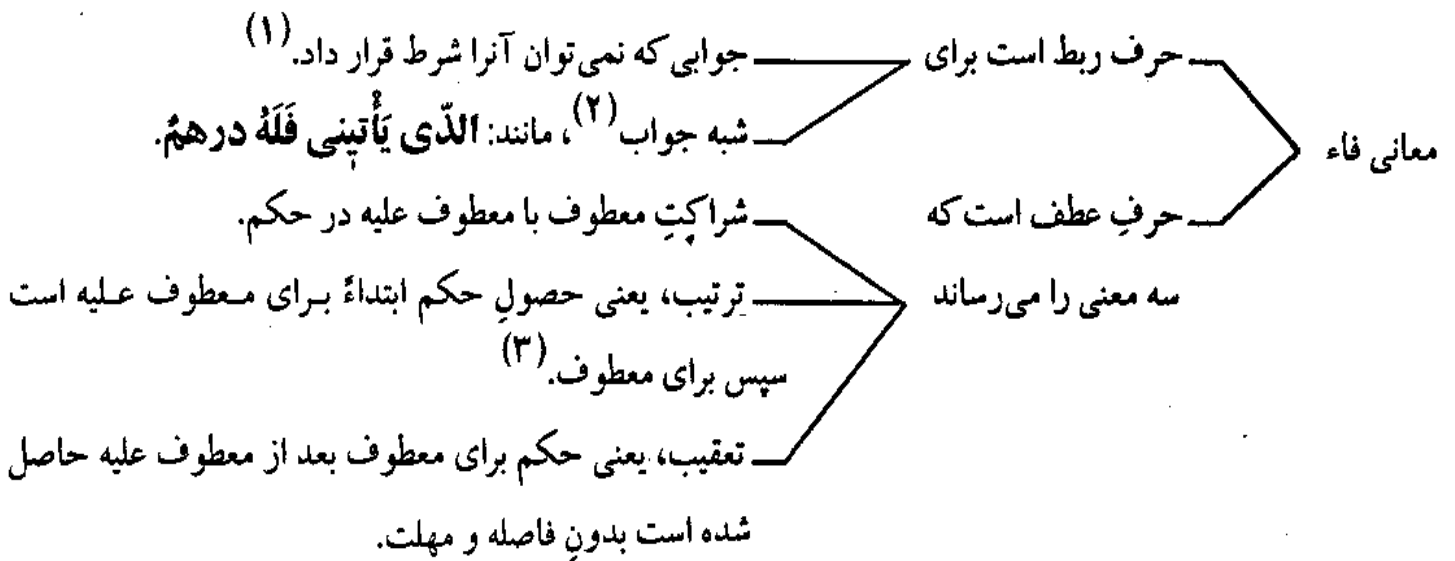 معانی فاء
حرف ربط است برای
جوابی که نمی‌توان آنرا شرط قرار داد.(۱)
شبه جواب(۲)، مانند: اَلذّی یَأْتینی فَلَهُ درهمٌ.
حرفِ عطف است که
سه معنی را می‌رساند
شراکتِ معطوف با معطوف علیه در حکم.
ترتیب، یعنی حصولِ حکم ابتداءً برای معطوف علیه است
سپس برای معطوف.(۳)
تعقیب، یعنی حکم برای معطوف بعد از معطوف علیه حاصل
شده است بدونِ فاصله و مهلت.